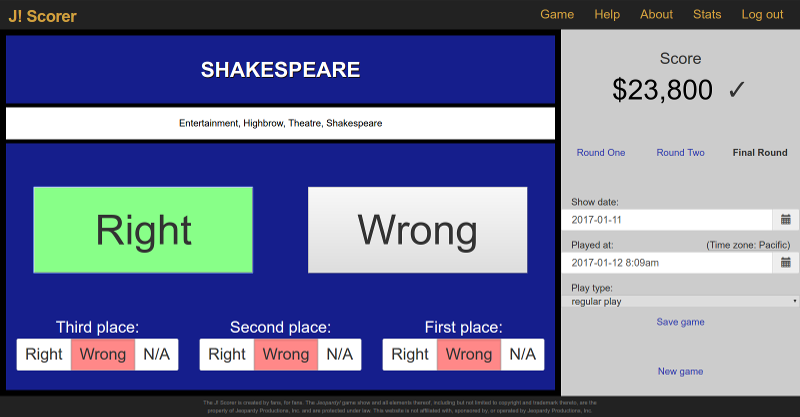 J! Scorer
Game Help About Stats Log out
SHAKESPEARE
Entertainment, Highbrow, Theatre, Shakespeare
Right Wrong
Third place: Second place: First place:
Right Wrong N/A Right Wrong N/A Right Wrong N/A
Score
$23,800 ✓
Round One Round Two Final Round
Show date:
2017-01-11
Played at: (Time zone: Pacific)
2017-01-12 8:09am
Play type:
regular play
Save game
New game
The J! Scorer is created by fans, for fans. The Jeopardy! game show and all elements thereof, including but not limited to copyright and trademark thereto, are the
property of Jeopardy Productions, Inc. and are protected under law. This website is not affiliated with, sponsored by, or operated by Jeopardy Productions, Inc.